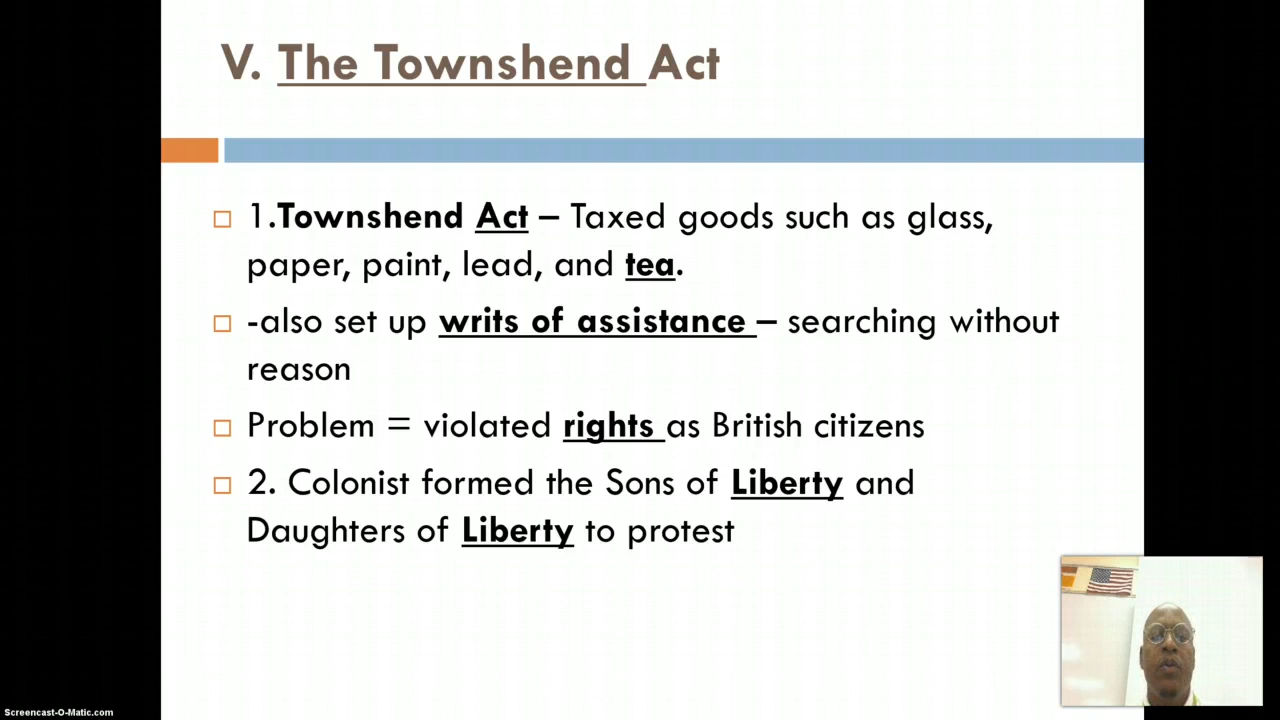 V. The Townshend Act
1.Townshend Act – Taxed goods such as glass,
paper, paint, lead, and tea.
-also set up writs of assistance – searching without
reason
Problem = violated rights as British citizens
2. Colonist formed the Sons of Liberty and
Daughters of Liberty to protest
Screencast-O-Matic.com